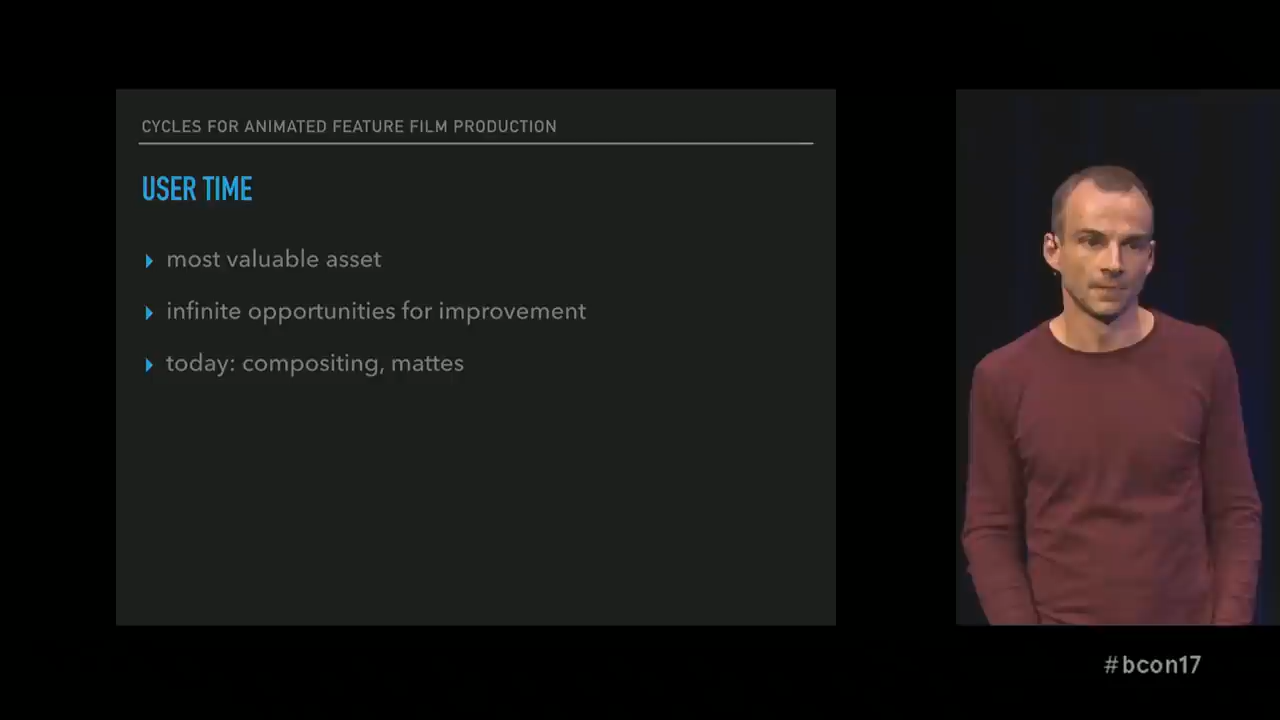 CYCLES FOR ANIMATED FEATURE FILM PRODUCTION
USER TIME
most valuable asset
infinite opportunities for improvement
today: compositing, mattes
#bcon17